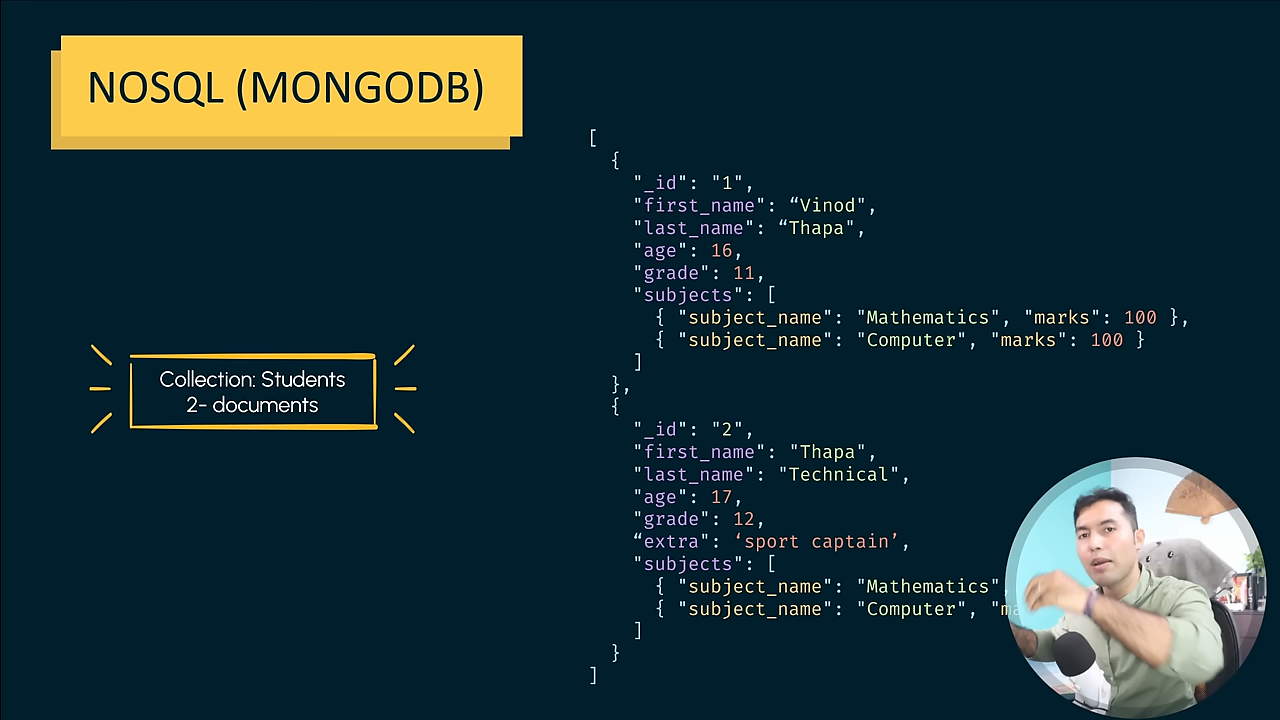 NOSQL (MONGODB)
Collection: Students
2- documents
[
{
"_id": "1",
"first_name": “Vinod",
"last_name": “Thapa",
"age": 16,
"grade": 11,
"subjects": [
{ "subject_name": "Mathematics", "marks": 100 },
{ "subject_name": "Computer", "marks": 100 }
]
},
{
"_id": "2",
"first_name": "Thapa",
"last_name": "Technical",
"age": 17,
"grade": 12,
“extra": ‘sport captain’,
"subjects": [
{ "subject_name": "Mathematics"
{ "subject_name": "Computer", "ma
]
}
]